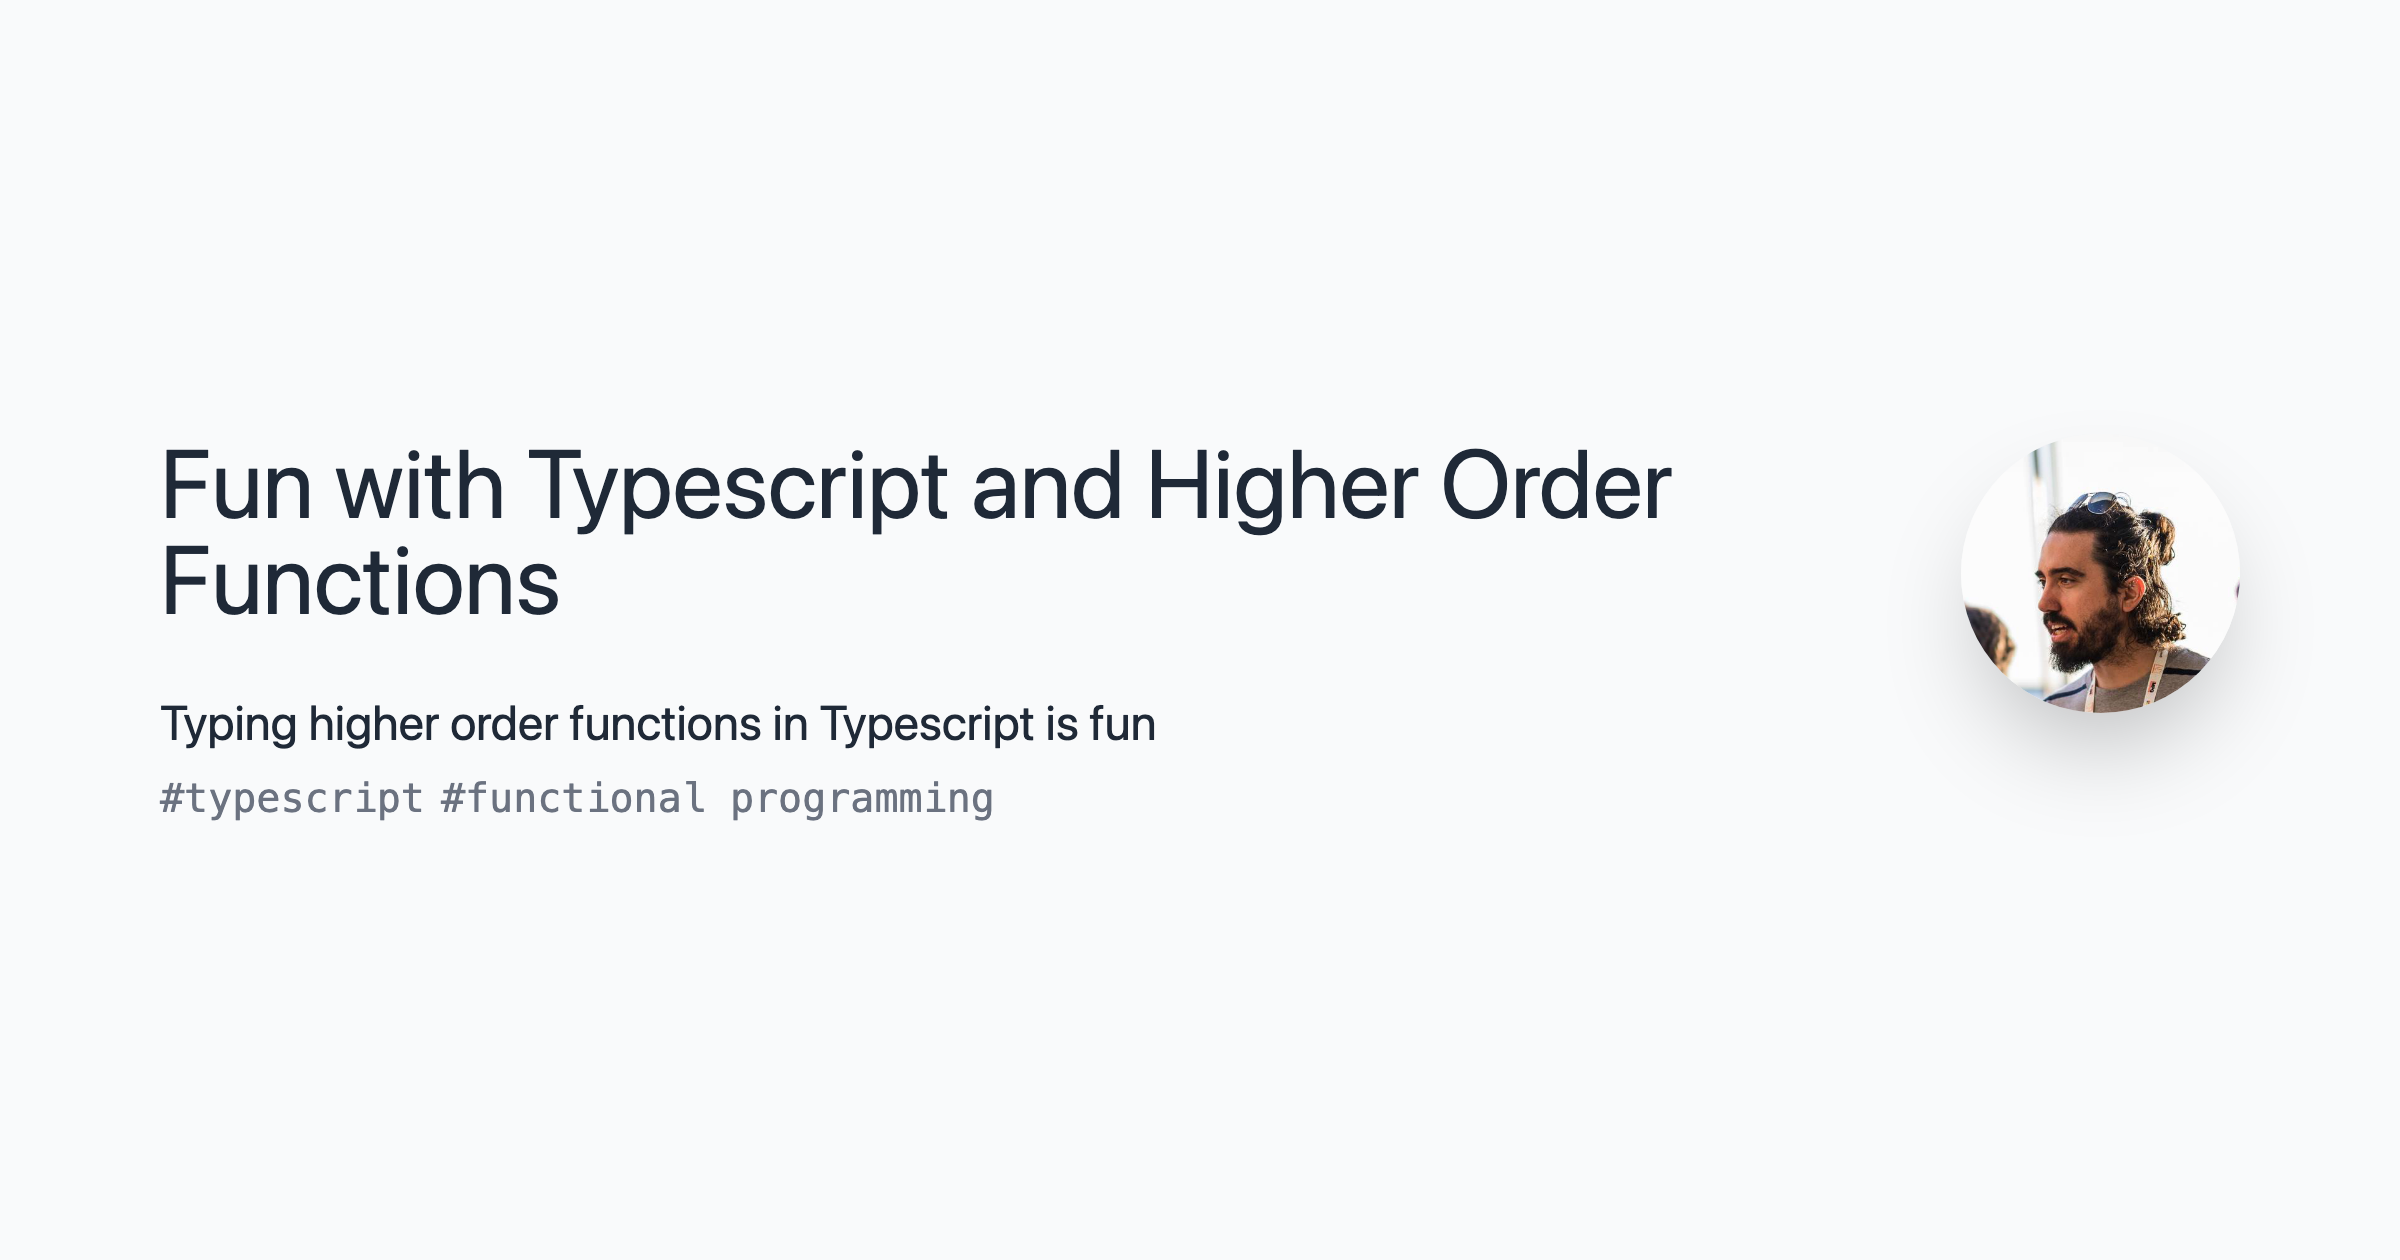 Fun with Typescript and Higher Order
Functions
Typing higher order functions in Typescript is fun
#typescript #functional programming